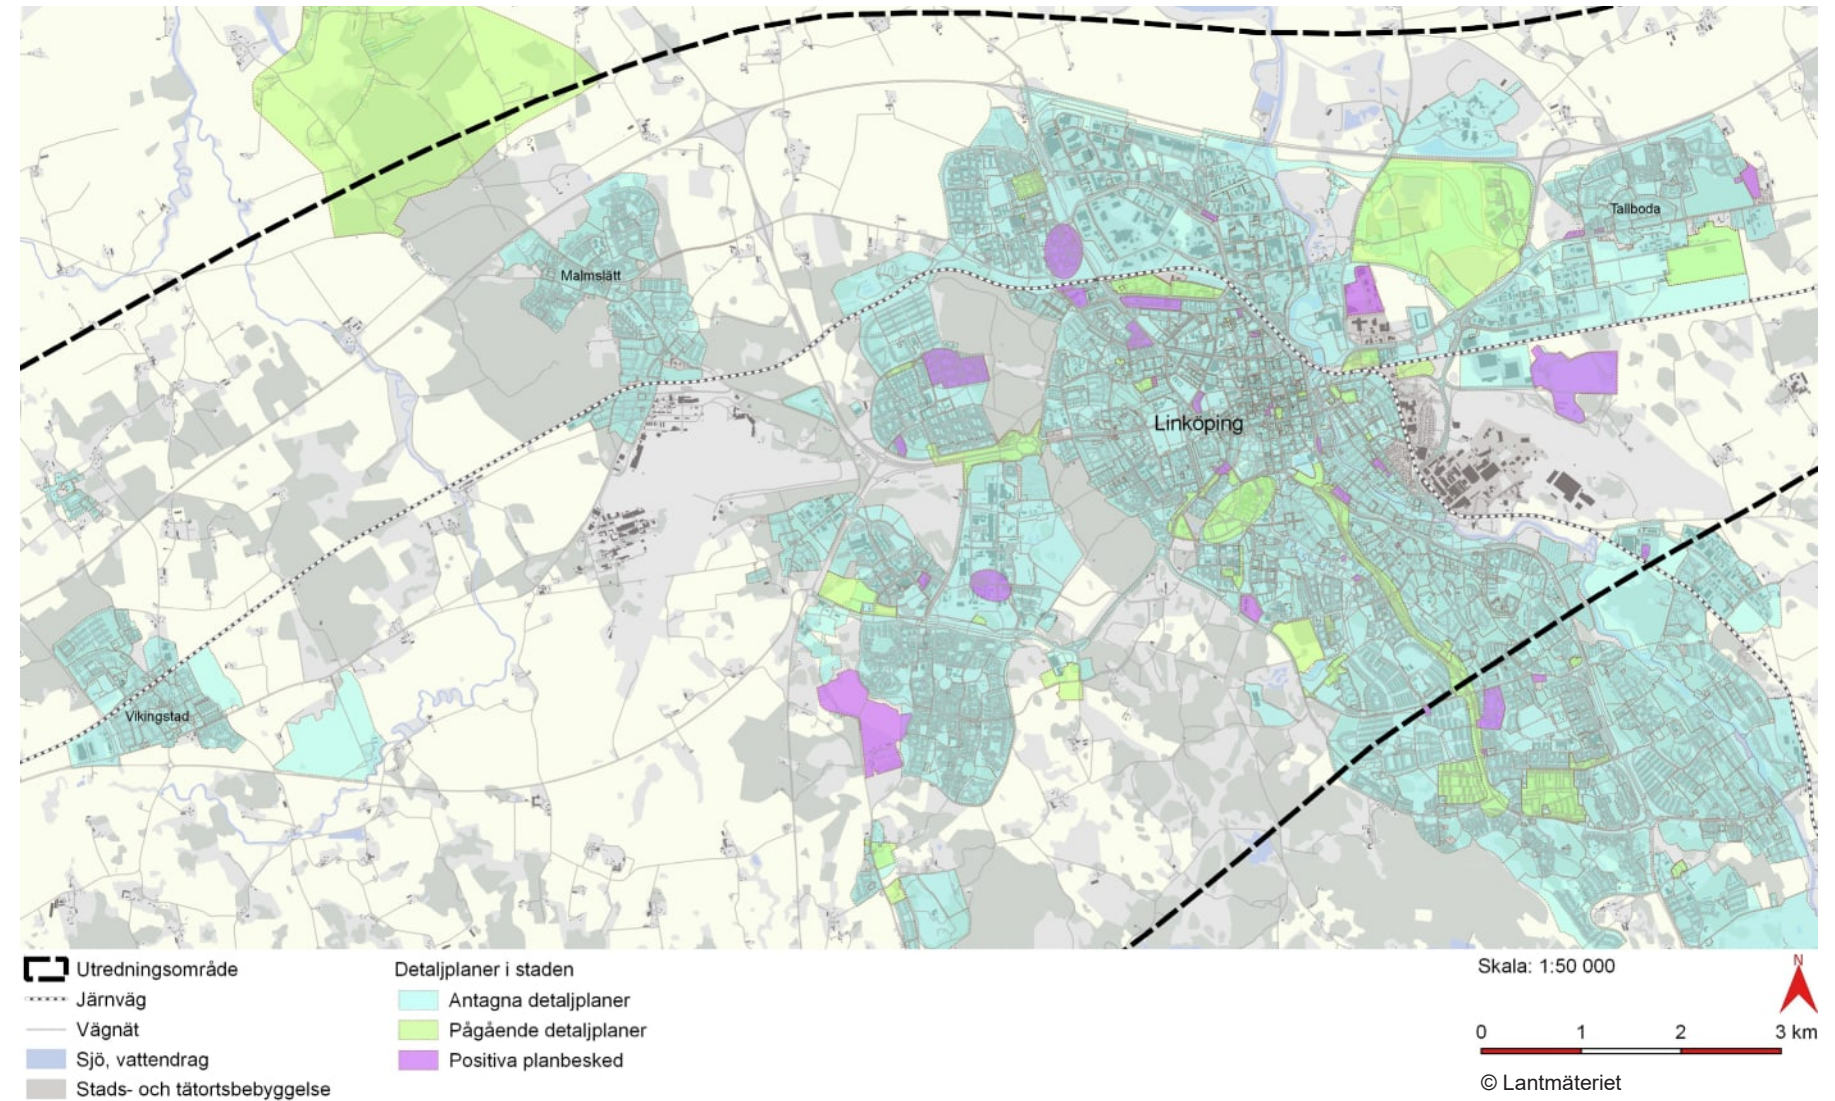 Tallboda
Malmslätt
Linköping
Vikingstad
Utredningsområde
Järnväg
Vägnät
Sjö, vattendrag
Stads- och tätortsbebyggelse
Detaljplaner i staden
Antagna detaljplaner
Pågående detaljplaner
Positiva planbesked
Skala: 1:50 000
N
0 1 2 3 km
© Lantmäteriet